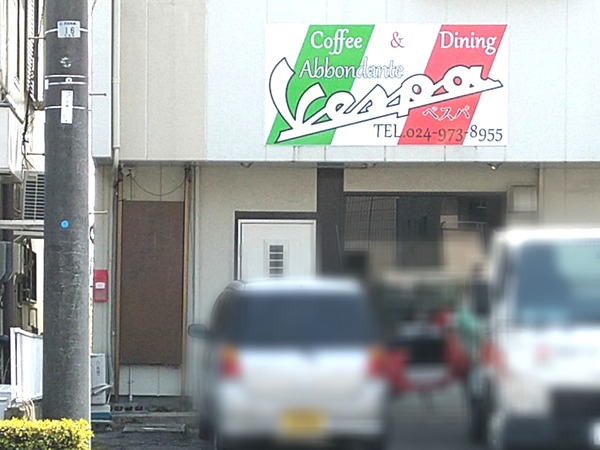 Coffee & Dining
Abbondante
Vespa
ベスパ
TEL.024-973-8955